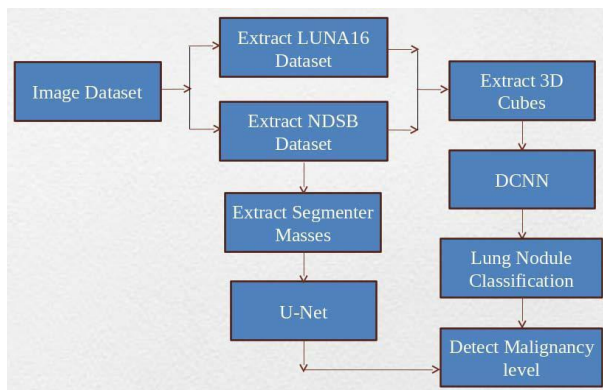 Extract LUNA16
Dataset
Image Dataset
Extract 3D
Cubes
Extract NDSB
Dataset
DCNN
Extract Segmenter
Masses
Lung Nodule
Classification
U-Net
Detect Malignancy
level